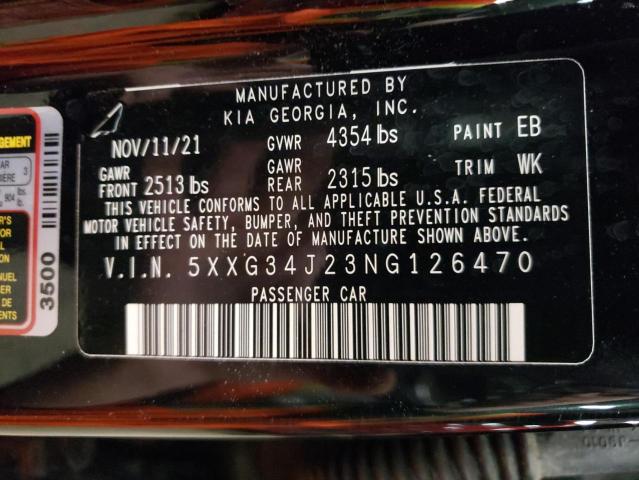 MANUFACTURED BY
KIA GEORGIA, INC.
NOV/11/21 GVWR 4354 lbs PAINT EB
GAWR FRONT 2513 lbs GAWR REAR 2315 lbs TRIM WK
THIS VEHICLE CONFORMS TO ALL APPLICABLE U.S.A. FEDERAL
MOTOR VEHICLE SAFETY, BUMPER, AND THEFT PREVENTION STANDARDS
IN EFFECT ON THE DATE OF MANUFACTURE SHOWN ABOVE.
V.I.N. 5XXG34J23NG126470
PASSENGER CAR
3500